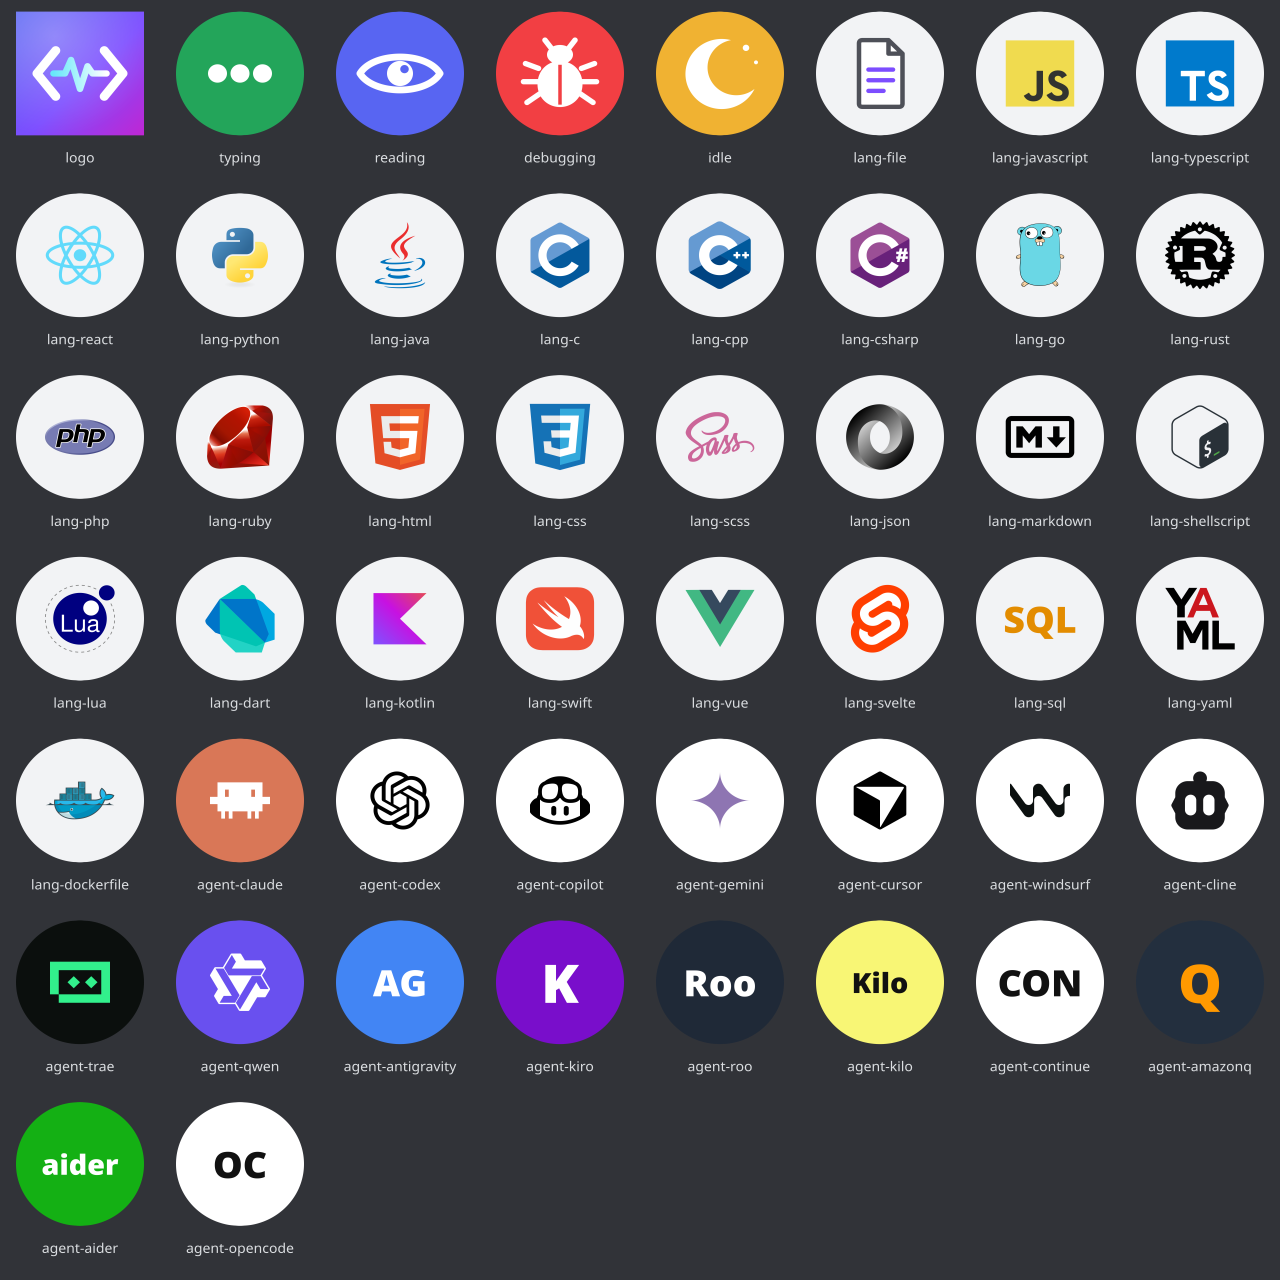 logo
typing
reading
debugging
idle
lang-file
JS
lang-javascript
TS
lang-typescript
lang-react
lang-python
lang-java
C
lang-c
C++
lang-cpp
C#
lang-csharp
lang-go
R
lang-rust
php
lang-php
lang-ruby
5
lang-html
3
lang-css
Sass
lang-scss
lang-json
M
lang-markdown
$_
lang-shellscript
Lua
lang-lua
lang-dart
lang-kotlin
lang-swift
lang-vue
lang-svelte
SQL
lang-sql
YA
ML
lang-yaml
lang-dockerfile
agent-claude
agent-codex
agent-copilot
agent-gemini
agent-cursor
agent-windsurf
agent-cline
agent-trae
agent-qwen
AG
agent-antigravity
K
agent-kiro
Roo
agent-roo
Kilo
agent-kilo
CON
agent-continue
Q
agent-amazonq
aider
agent-aider
OC
agent-opencode